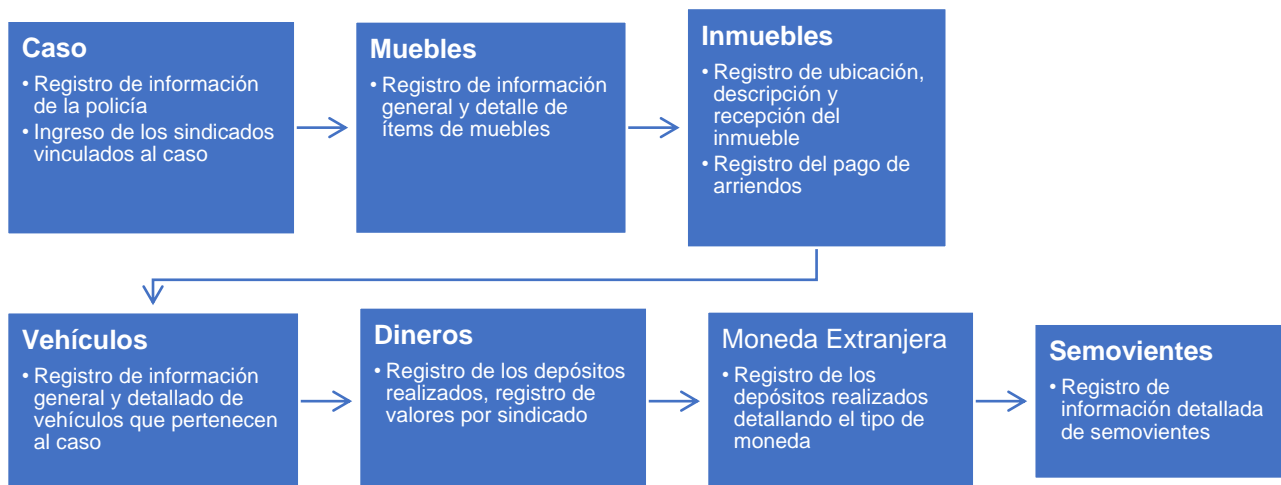 Caso
• Registro de información
de la policía
• Ingreso de los sindicados
vinculados al caso
Muebles
• Registro de información
general y detalle de
ítems de muebles
Inmuebles
• Registro de ubicación,
descripción y
recepción del
inmueble
• Registro del pago de
arriendos
Vehículos
• Registro de información
general y detallado de
vehículos que pertenecen
al caso
Dineros
• Registro de los depósitos
realizados, registro de
valores por sindicado
Moneda Extranjera
• Registro de los
depósitos realizados
detallando el tipo de
moneda
Semovientes
• Registro de
información detallada
de semovientes